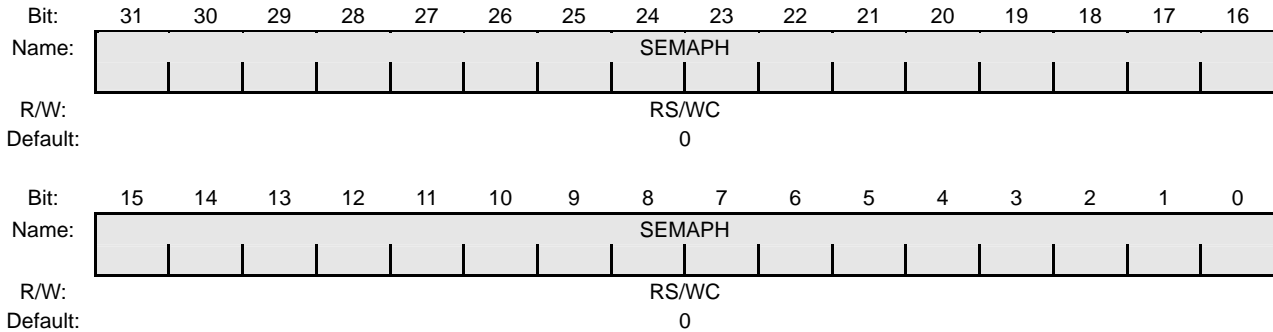 Bit: 31 30 29 28 27 26 25 24 23 22 21 20 19 18 17 16
Name: SEMAPH
R/W: RS/WC
Default: 0
Bit: 15 14 13 12 11 10 9 8 7 6 5 4 3 2 1 0
Name: SEMAPH
R/W: RS/WC
Default: 0